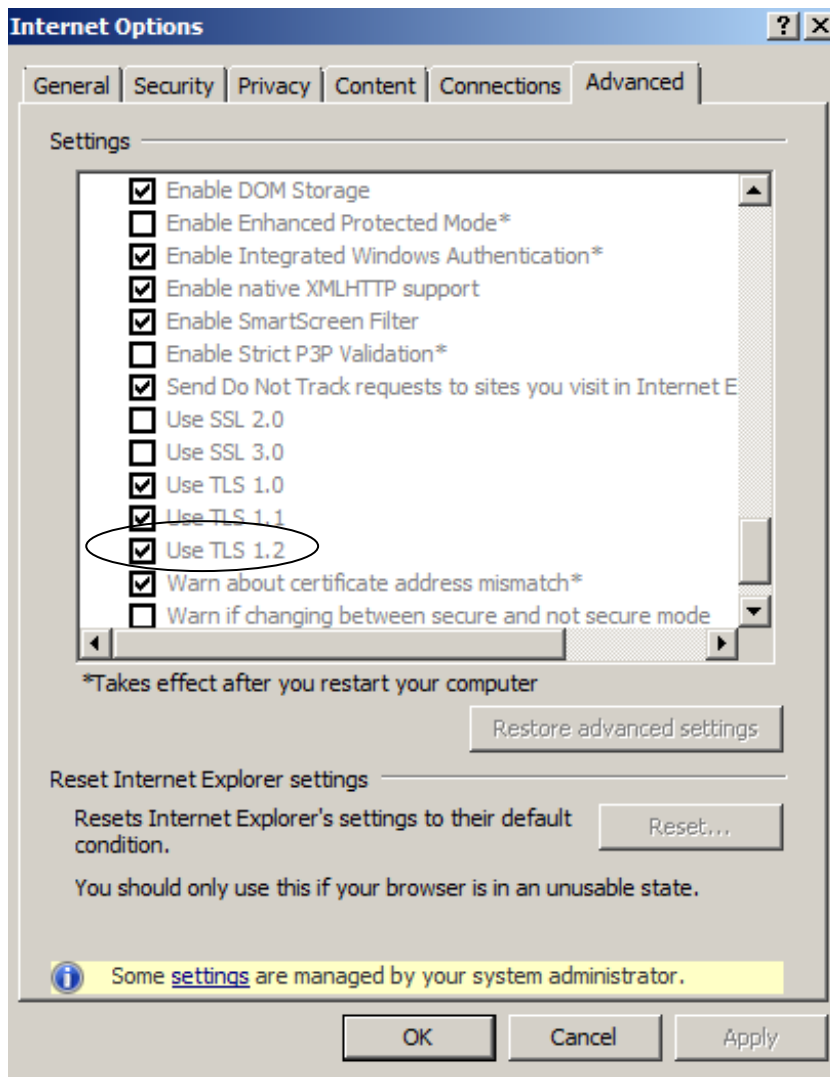 Internet Options
General Security Privacy Content Connections Advanced
Settings
Enable DOM Storage
Enable Enhanced Protected Mode*
Enable Integrated Windows Authentication*
Enable native XMLHTTP support
Enable SmartScreen Filter
Enable Strict P3P Validation*
Send Do Not Track requests to sites you visit in Internet E
Use SSL 2.0
Use SSL 3.0
Use TLS 1.0
Use TLS 1.1
Use TLS 1.2
Warn about certificate address mismatch*
Warn if changing between secure and not secure mode
*Takes effect after you restart your computer
Restore advanced settings
Reset Internet Explorer settings
Resets Internet Explorer's settings to their default
condition.
Reset...
You should only use this if your browser is in an unusable state.
Some settings are managed by your system administrator.
OK Cancel Apply